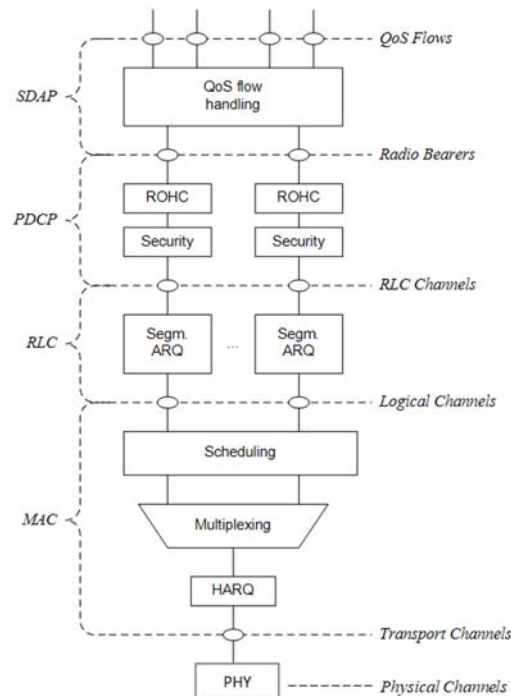 QoS Flows
SDAP
QoS flow
handling
Radio Bearers
ROHC
ROHC
PDCP
Security
Security
RLC Channels
RLC
Segm.
ARQ
...
Segm.
ARQ
Logical Channels
Scheduling
MAC
Multiplexing
HARQ
Transport Channels
PHY
Physical Channels